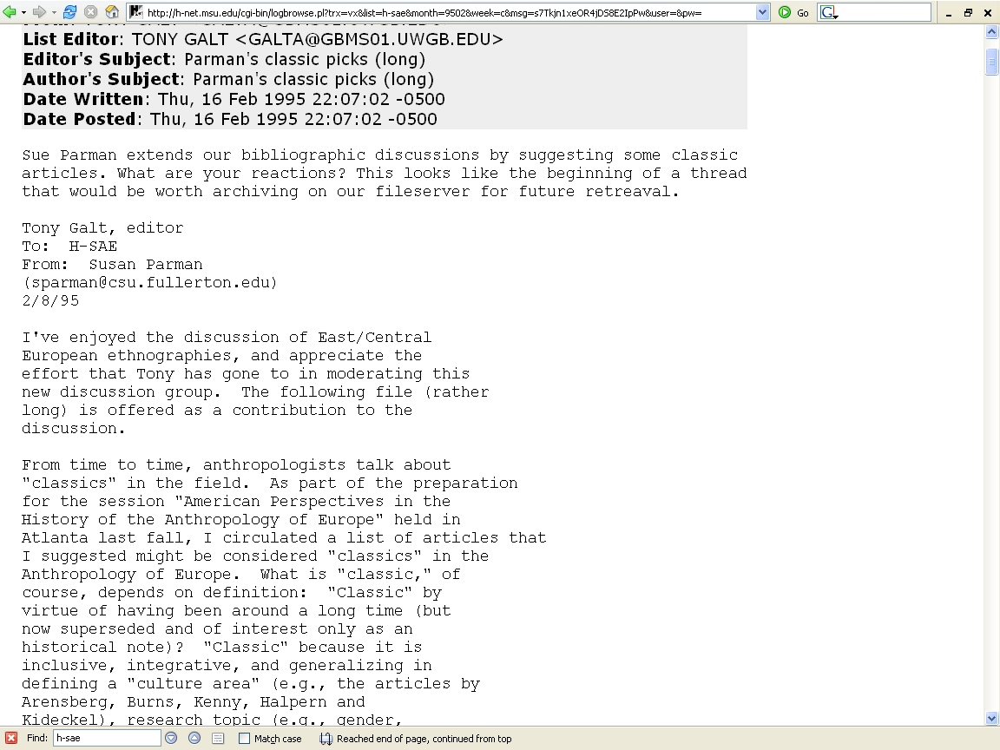 http://h-net.msu.edu/cgi-bin/logbrowse.pl?trx=vx&list=h-sae&month=9502&week=c&msg=s7Tkjn1xeOR4jDS8E2IpPw&user=&pw=
Go
List Editor: TONY GALT <GALTA@GBMS01.UWGB.EDU>
Editor's Subject: Parman's classic picks (long)
Author's Subject: Parman's classic picks (long)
Date Written: Thu, 16 Feb 1995 22:07:02 -0500
Date Posted: Thu, 16 Feb 1995 22:07:02 -0500
Sue Parman extends our bibliographic discussions by suggesting some classic
articles. What are your reactions? This looks like the beginning of a thread
that would be worth archiving on our fileserver for future retreaval.
Tony Galt, editor
To:  H-SAE
From:  Susan Parman
(sparman@csu.fullerton.edu)
2/8/95
I've enjoyed the discussion of East/Central
European ethnographies, and appreciate the
effort that Tony has gone to in moderating this
new discussion group.  The following file (rather
long) is offered as a contribution to the
discussion.
From time to time, anthropologists talk about
"classics" in the field.  As part of the preparation
for the session "American Perspectives in the
History of the Anthropology of Europe" held in
Atlanta last fall, I circulated a list of articles that
I suggested might be considered "classics" in the
Anthropology of Europe.  What is "classic," of
course, depends on definition:  "Classic" by
virtue of having been around a long time (but
now superseded and of interest only as an
historical note)?  "Classic" because it is
inclusive, integrative, and generalizing in
defining a "culture area" (e.g., the articles by
Arensberg, Burns, Kenny, Halpern and
Kideckel), research topic (e.g., gender,
Find: h-sae Match case Reached end of page, continued from top